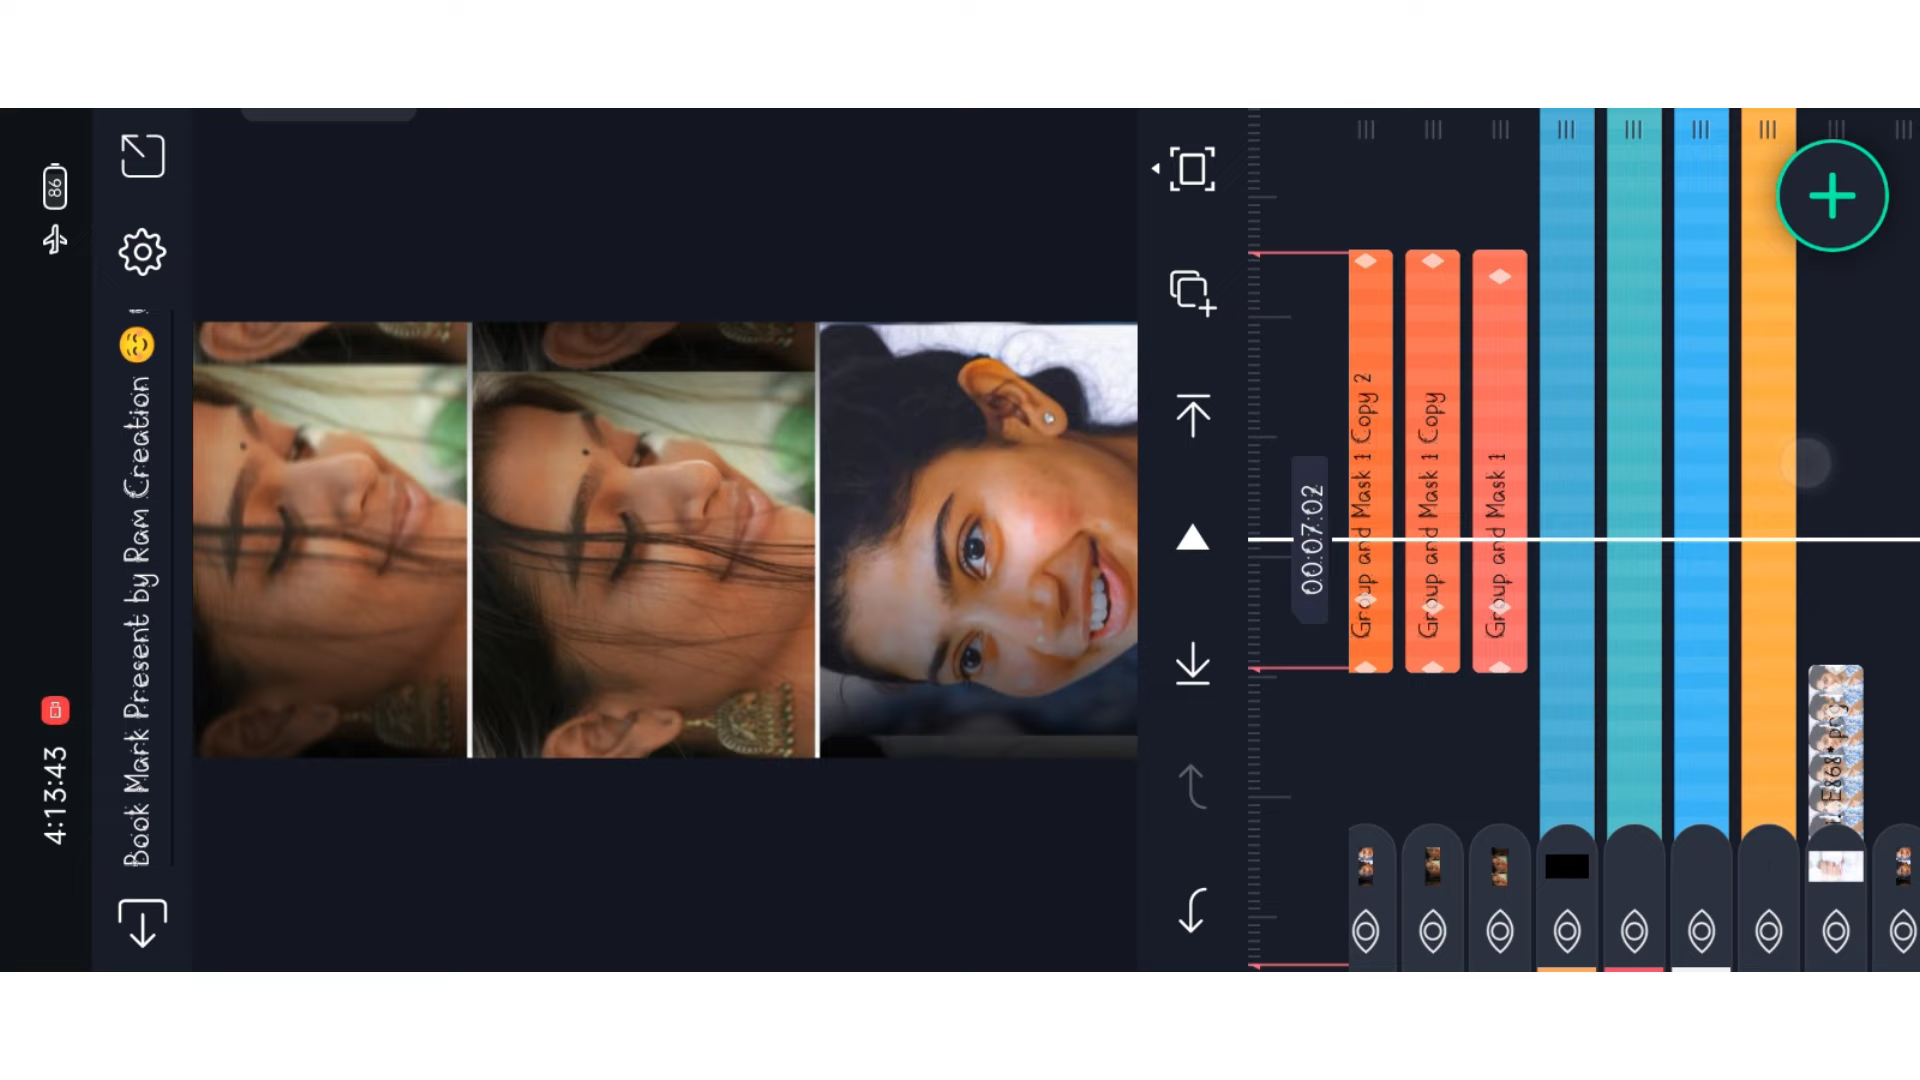 4:13:43
86
Book Mark Present by Ram Creation 😊
00:07:02
Group and Mask 1 Copy 2
Group and Mask 1 Copy
Group and Mask 1